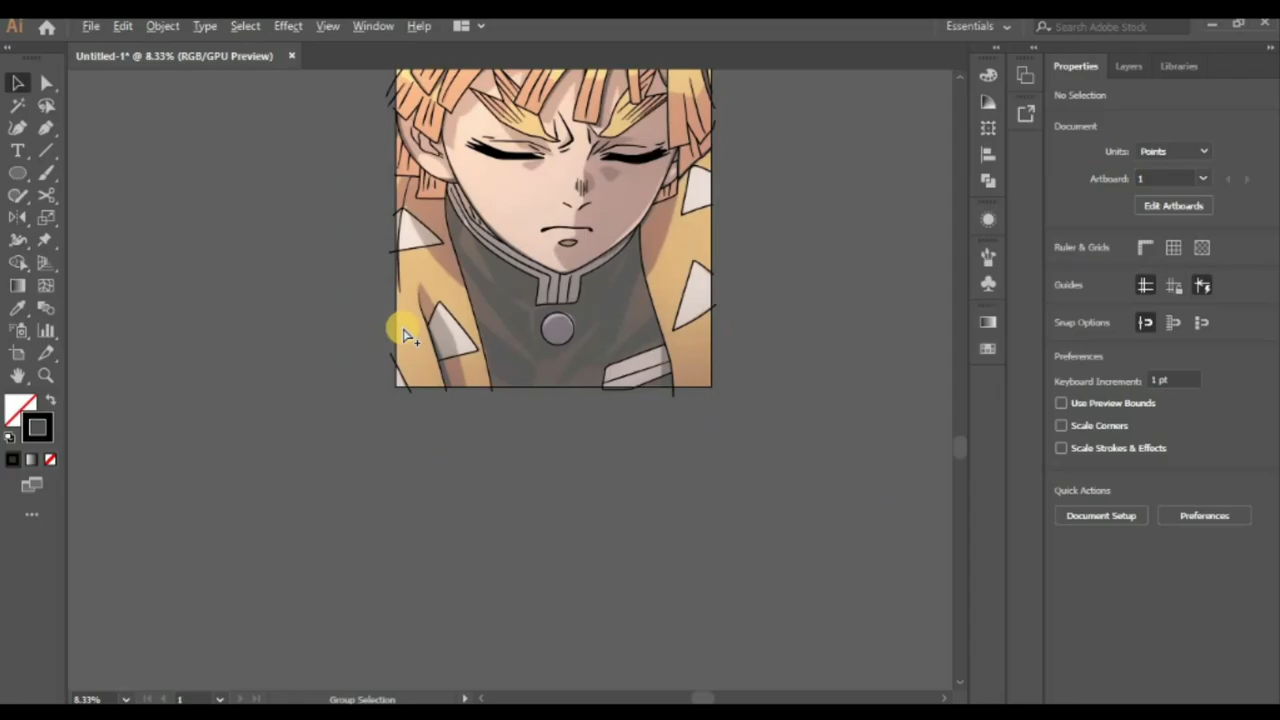 Ai File Edit Object Type Select Effect View Window Help Essentials Search Adobe Stock
Untitled-1* @ 8.33% (RGB/GPU Preview) ×
Properties Layers Libraries
No Selection
Document
Units: Points
Artboard: 1
Edit Artboards
Ruler & Grids
Guides
Snap Options
Preferences
Keyboard Increment: 1 pt
Use Preview Bounds
Scale Corners
Scale Strokes & Effects
Quick Actions
Document Setup Preferences
8.33% 1 Group Selection